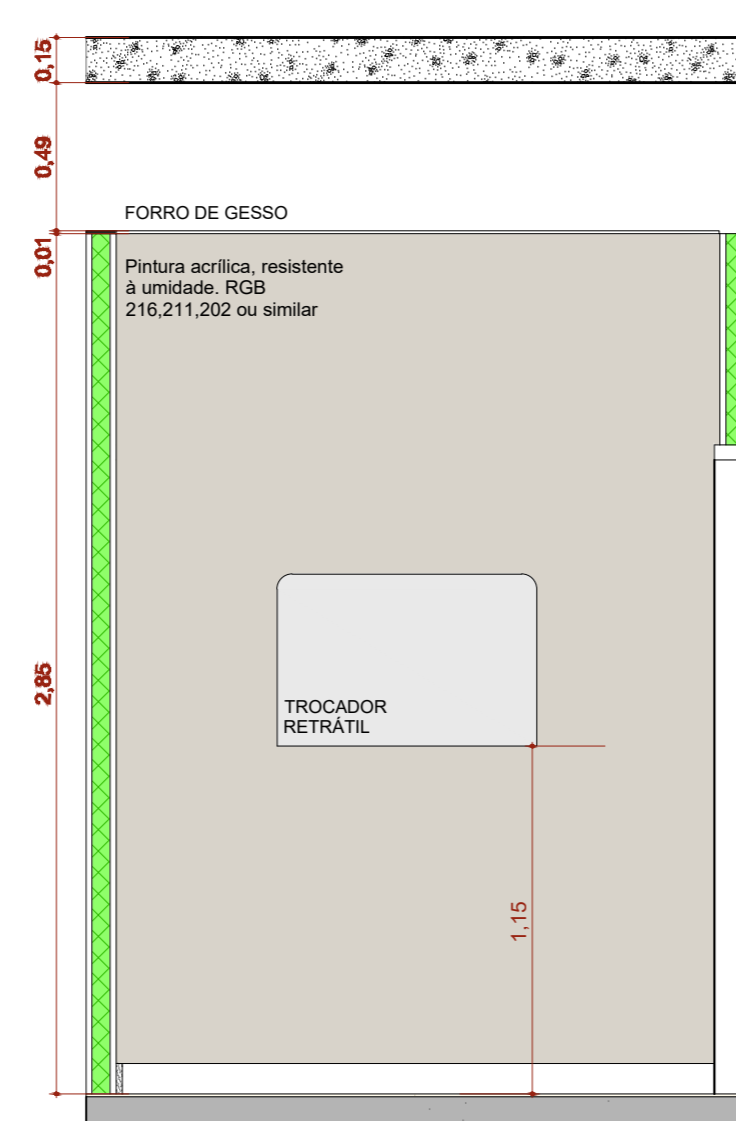 0,15
0,49
FORRO DE GESSO
0,01
Pintura acrílica, resistente
à umidade. RGB
216,211,202 ou similar
2,85
TROCADOR
RETRÁTIL
1,15